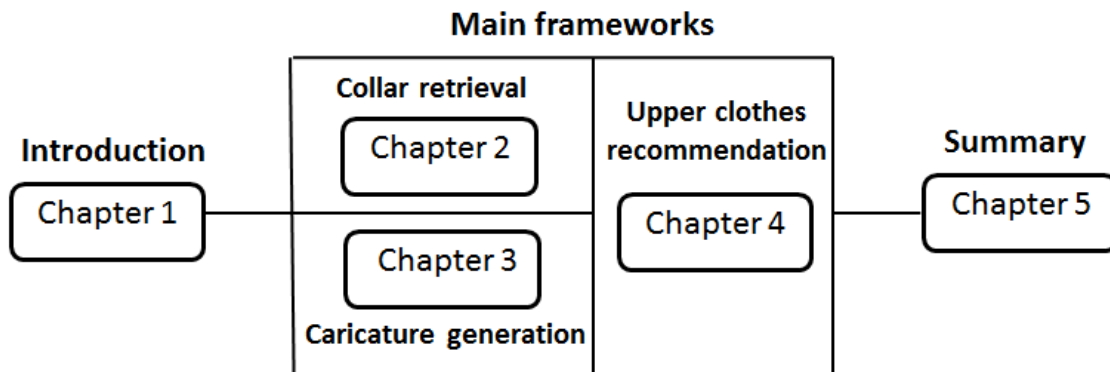 Main frameworks
Introduction
Chapter 1
Collar retrieval
Chapter 2
Chapter 3
Caricature generation
Upper clothes
recommendation
Chapter 4
Summary
Chapter 5